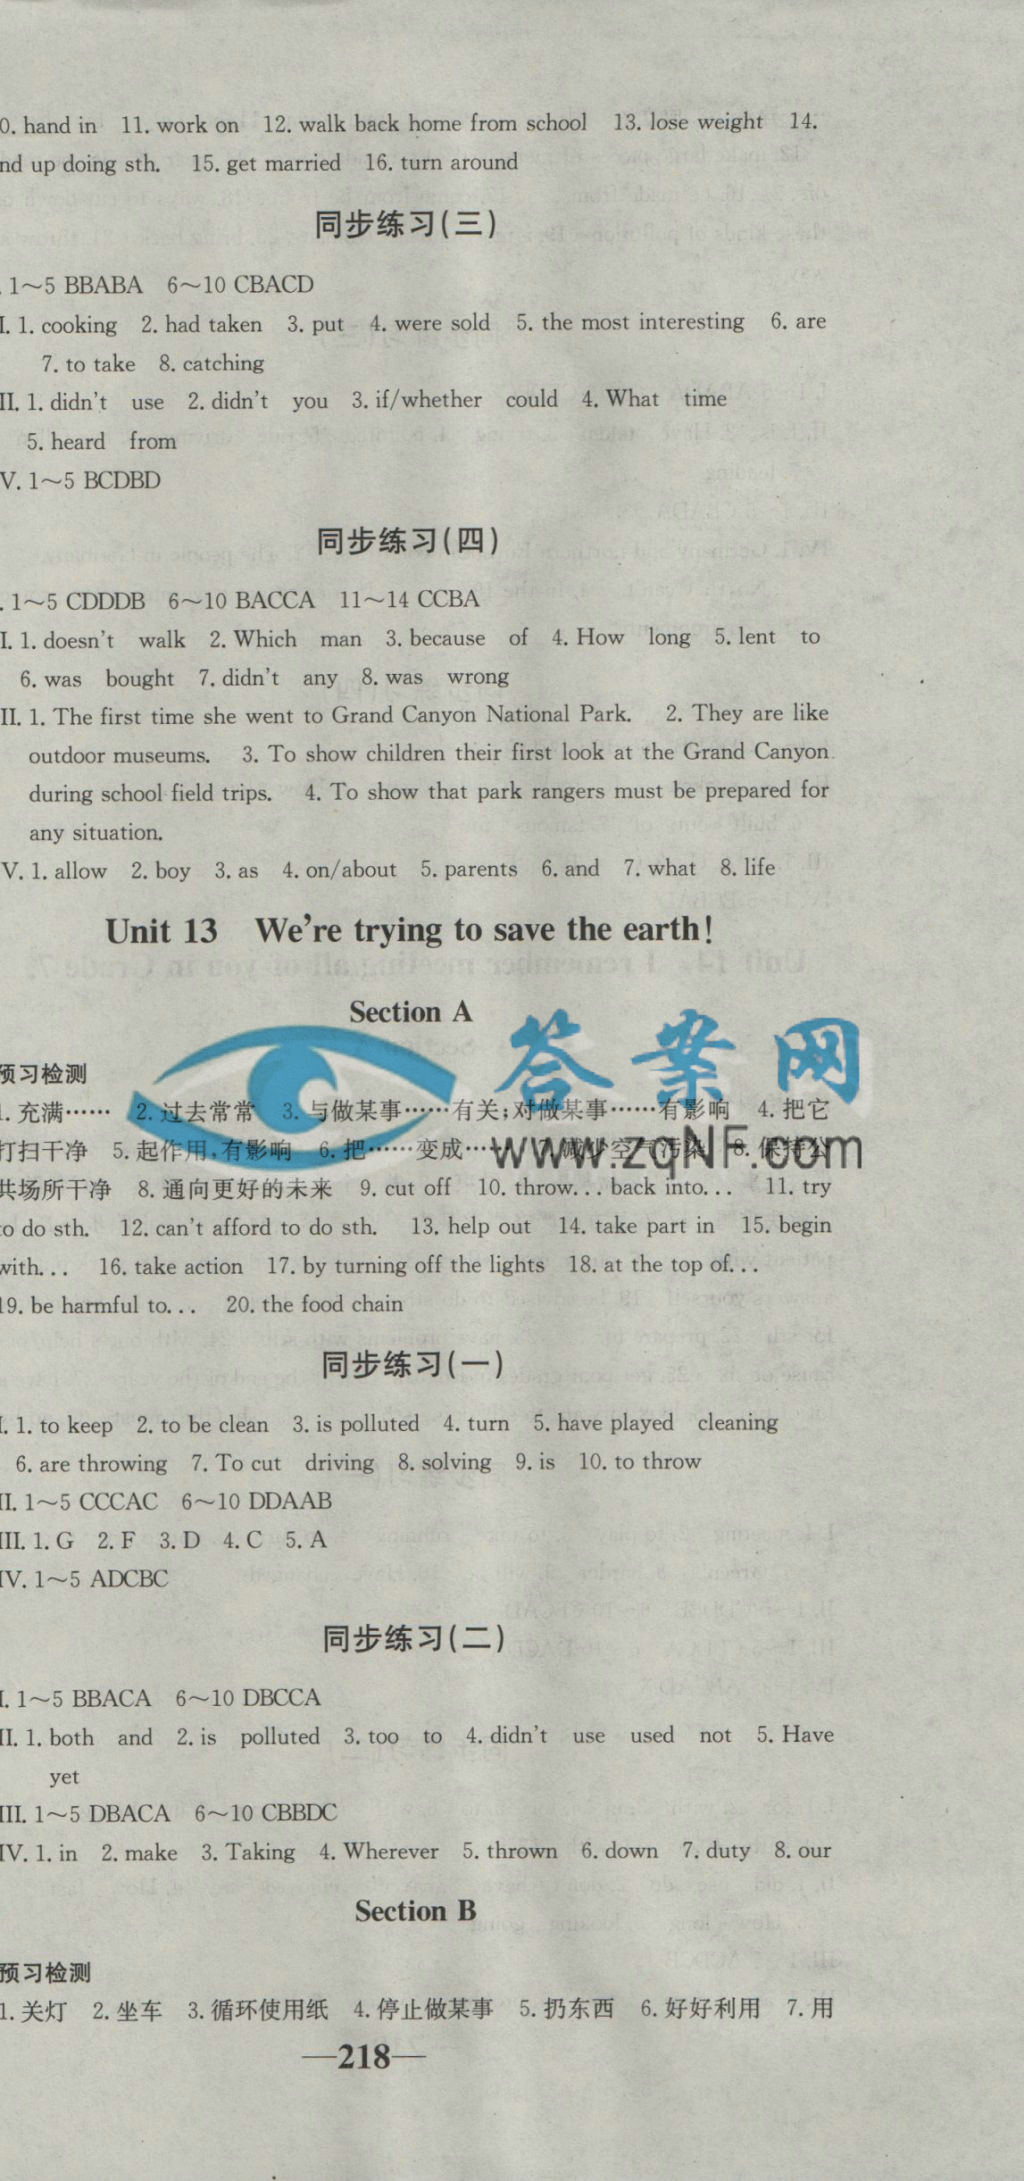 0. hand in 11. work on 12. walk back home from school 13. lose weight 14.
nd up doing sth. 15. get married 16. turn around
同步练习(三)
. 1～5 BBABA 6～10 CBACD
I. 1. cooking 2. had taken 3. put 4. were sold 5. the most interesting 6. are
7. to take 8. catching
II. 1. didn't use 2. didn't you 3. if/whether could 4. What time
5. heard from
V. 1～5 BCDBD
同步练习(四)
. 1～5 CDDDB 6～10 BACCA 11～14 CCBA
I. 1. doesn't walk 2. Which man 3. because of 4. How long 5. lent to
6. was bought 7. didn't any 8. was wrong
II. 1. The first time she went to Grand Canyon National Park. 2. They are like
outdoor museums. 3. To show children their first look at the Grand Canyon
during school field trips. 4. To show that park rangers must be prepared for
any situation.
V. 1. allow 2. boy 3. as 4. on/about 5. parents 6. and 7. what 8. life
Unit 13 We're trying to save the earth!
Section A
答案网
预习检测
1. 充满…… 2. 过去常常 3. 与做某事……有关;对做某事……有影响 4. 把它
打扫干净 5. 起作用,有影响 6. 把……变成…… 7. 减少空气污染 8. 保持公
www.zqNF.com
共场所干净 8. 通向更好的未来 9. cut off 10. throw... back into... 11. try
to do sth. 12. can't afford to do sth. 13. help out 14. take part in 15. begin
with... 16. take action 17. by turning off the lights 18. at the top of...
19. be harmful to... 20. the food chain
同步练习(一)
I. 1. to keep 2. to be clean 3. is polluted 4. turn 5. have played cleaning
6. are throwing 7. To cut driving 8. solving 9. is 10. to throw
II. 1～5 CCCAC 6～10 DDAAB
III. 1. G 2. F 3. D 4. C 5. A
IV. 1～5 ADCBC
同步练习(二)
I. 1～5 BBACA 6～10 DBCCA
II. 1. both and 2. is polluted 3. too to 4. didn't use used not 5. Have
yet
III. 1～5 DBACA 6～10 CBBDC
IV. 1. in 2. make 3. Taking 4. Wherever 5. thrown 6. down 7. duty 8. our
Section B
预习检测
1. 关灯 2. 坐车 3. 循环使用纸 4. 停止做某事 5. 扔东西 6. 好好利用 7. 用
—218—